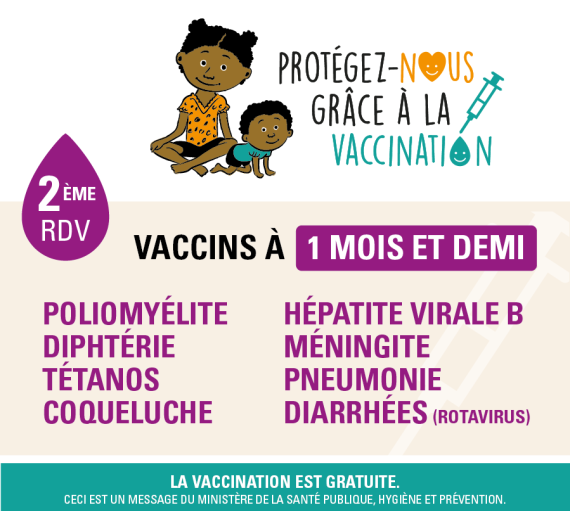 PROTÉGEZ-NOUS
GRÂCE À LA
VACCINATION
2ÈME
RDV
VACCINS À 1 MOIS ET DEMI
POLIOMYÉLITE
DIPHTÉRIE
TÉTANOS
COQUELUCHE
HÉPATITE VIRALE B
MÉNINGITE
PNEUMONIE
DIARRHÉES (ROTAVIRUS)
LA VACCINATION EST GRATUITE.
CECI EST UN MESSAGE DU MINISTÈRE DE LA SANTÉ PUBLIQUE, HYGIÈNE ET PRÉVENTION.